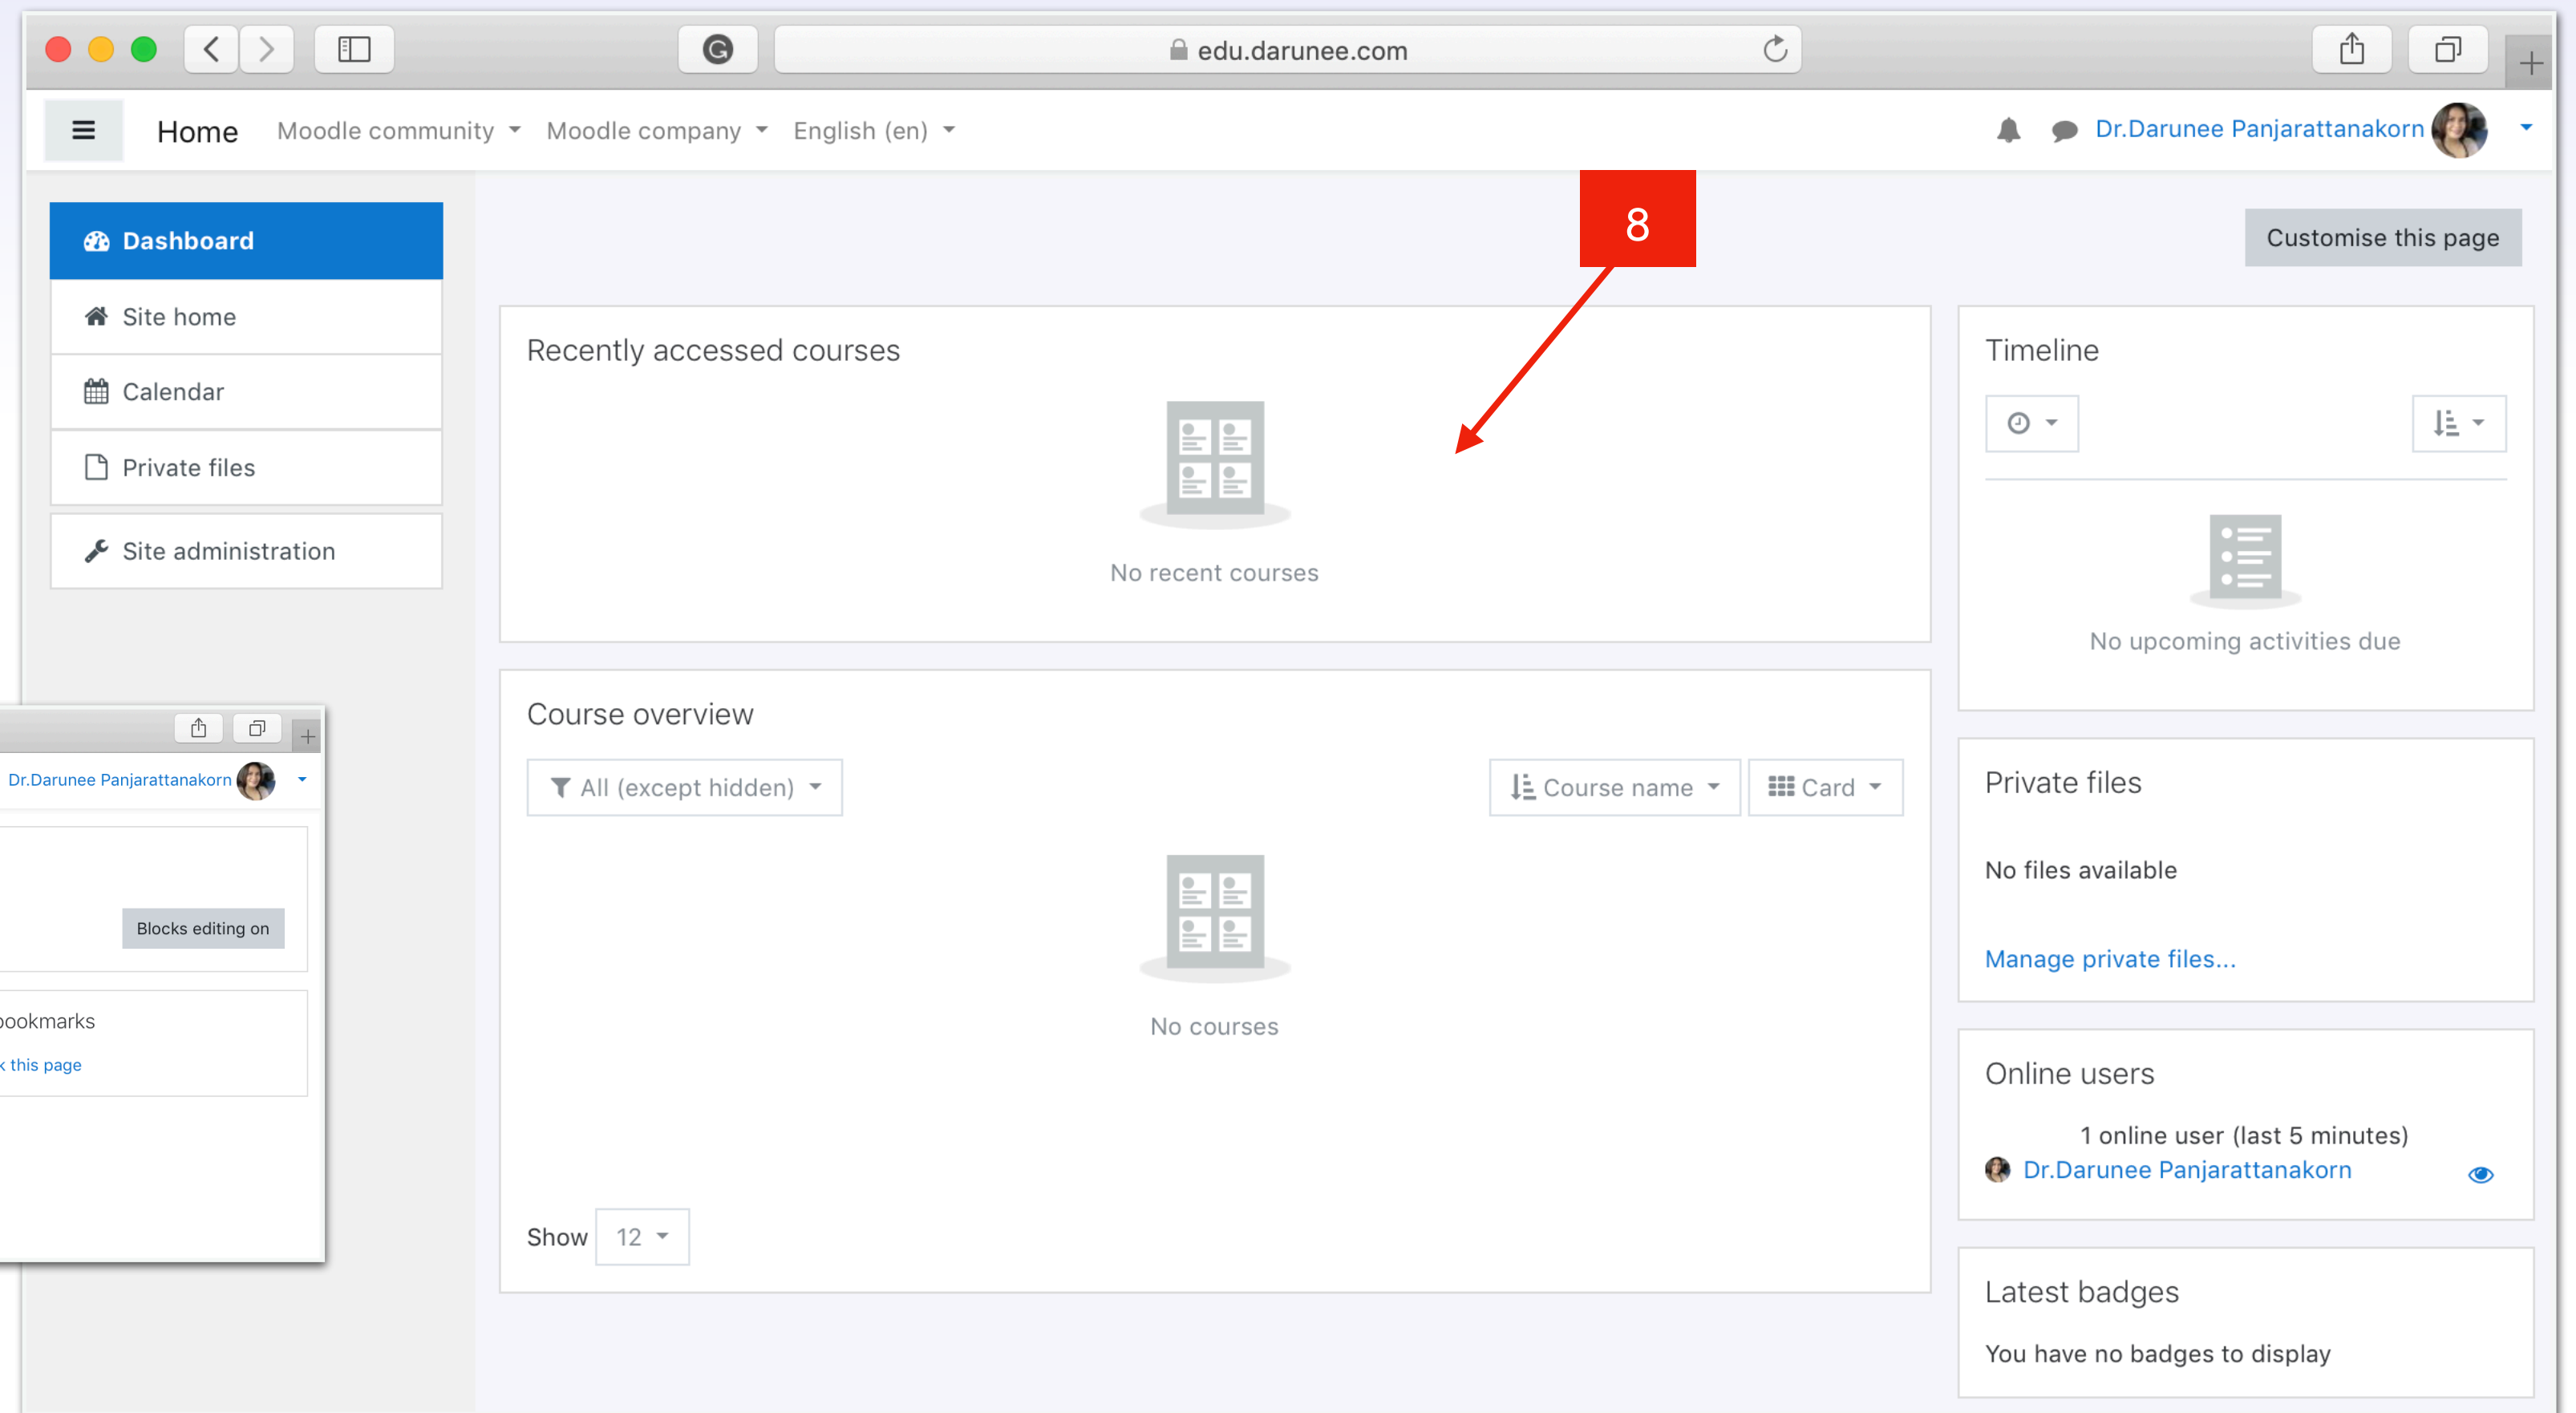 edu.darunee.com
Home Moodle community Moodle company English (en)
Dr.Darunee Panjarattanakorn
8
Customise this page
Dashboard
Site home
Calendar
Private files
Site administration
Recently accessed courses
No recent courses
Course overview
All (except hidden)
Course name
Card
No courses
Show 12
Timeline
No upcoming activities due
Private files
No files available
Manage private files...
Online users
1 online user (last 5 minutes)
Dr.Darunee Panjarattanakorn
Latest badges
You have no badges to display
Dr.Darunee Panjarattanakorn
Blocks editing on
ookmarks
this page